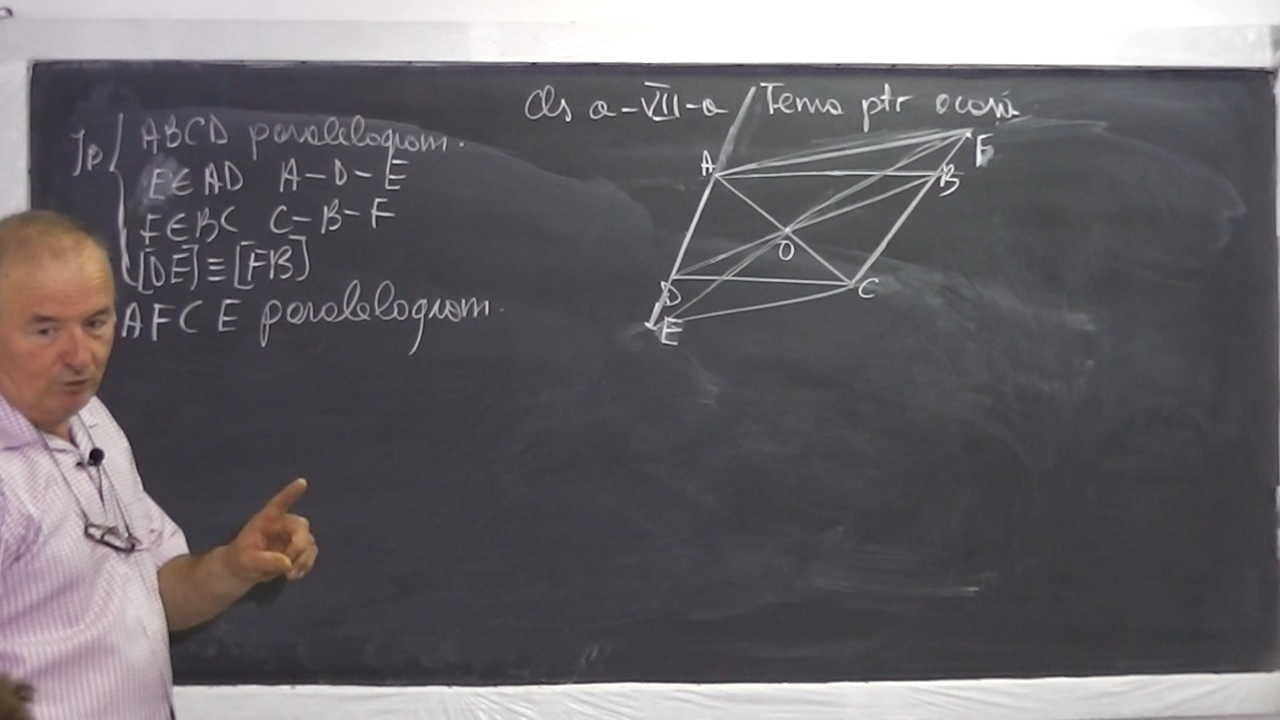 Cls a-VII-a Tema ptr acasă
Ip { ABCD paralelogram.
E∈AD A-D-E
F∈BC C-B-F
[DE]≡[FB]
AFCE paralelogram.
F
A
B
O
D
C
E